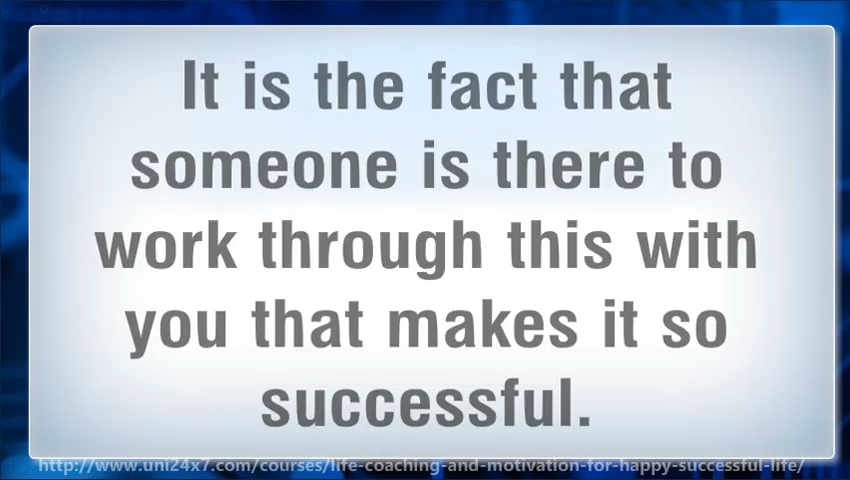 It is the fact that
someone is there to
work through this with
you that makes it so
successful.
http://www.uni24x7.com/courses/life-coaching-and-motivation-for-happy-successful-life/